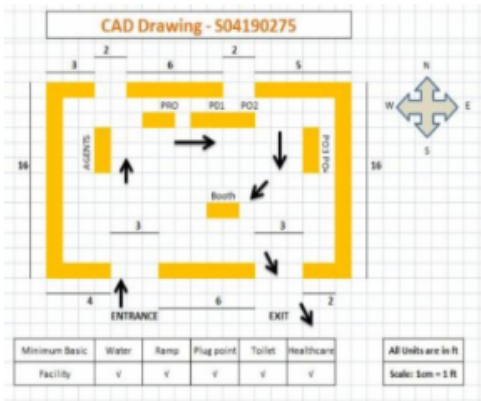 CAD Drawing - S04190275
2 2
3 6 5
N
W E
S
PRO PO1 PO2
AGENTS
PO3 PO4
16 16
Booth
3 3
4 6 2
ENTRANCE EXIT
Minimum Basic Water Ramp Plug point Toilet Healthcare
Facility √ √ √ √ √
All Units are in ft
Scale: 1cm = 1 ft